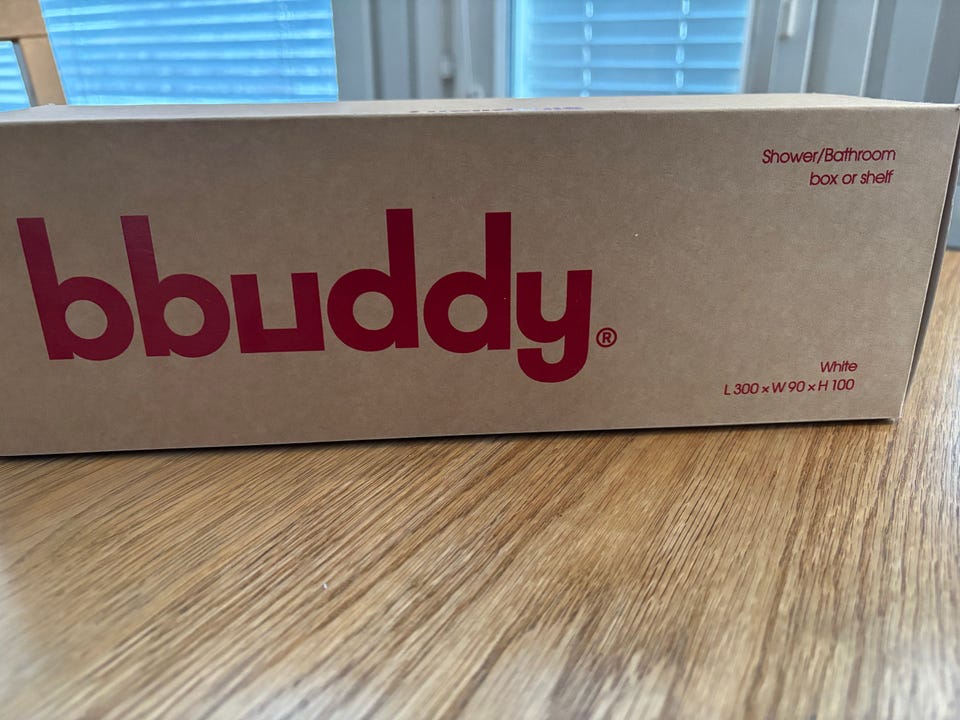 Shower/Bathroom
box or shelf
bbuddy®
White
L 300 × W 90 × H 100